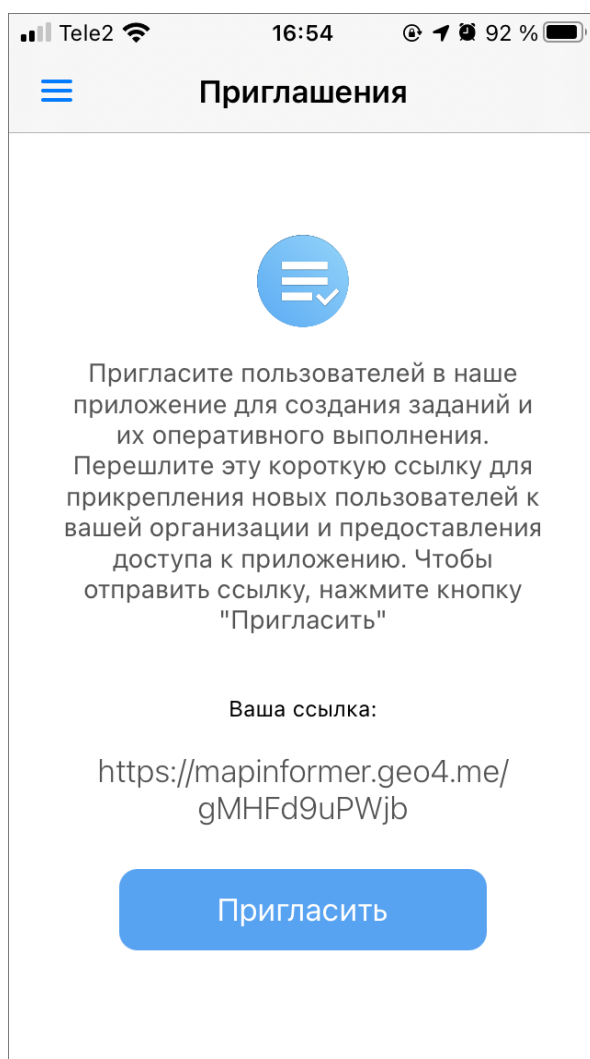 Tele2 16:54 92 %
Приглашения
Пригласите пользователей в наше
приложение для создания заданий и
их оперативного выполнения.
Перешлите эту короткую ссылку для
прикрепления новых пользователей к
вашей организации и предоставления
доступа к приложению. Чтобы
отправить ссылку, нажмите кнопку
"Пригласить"
Ваша ссылка:
https://mapinformer.geo4.me/
gMHFd9uPWjb
Пригласить